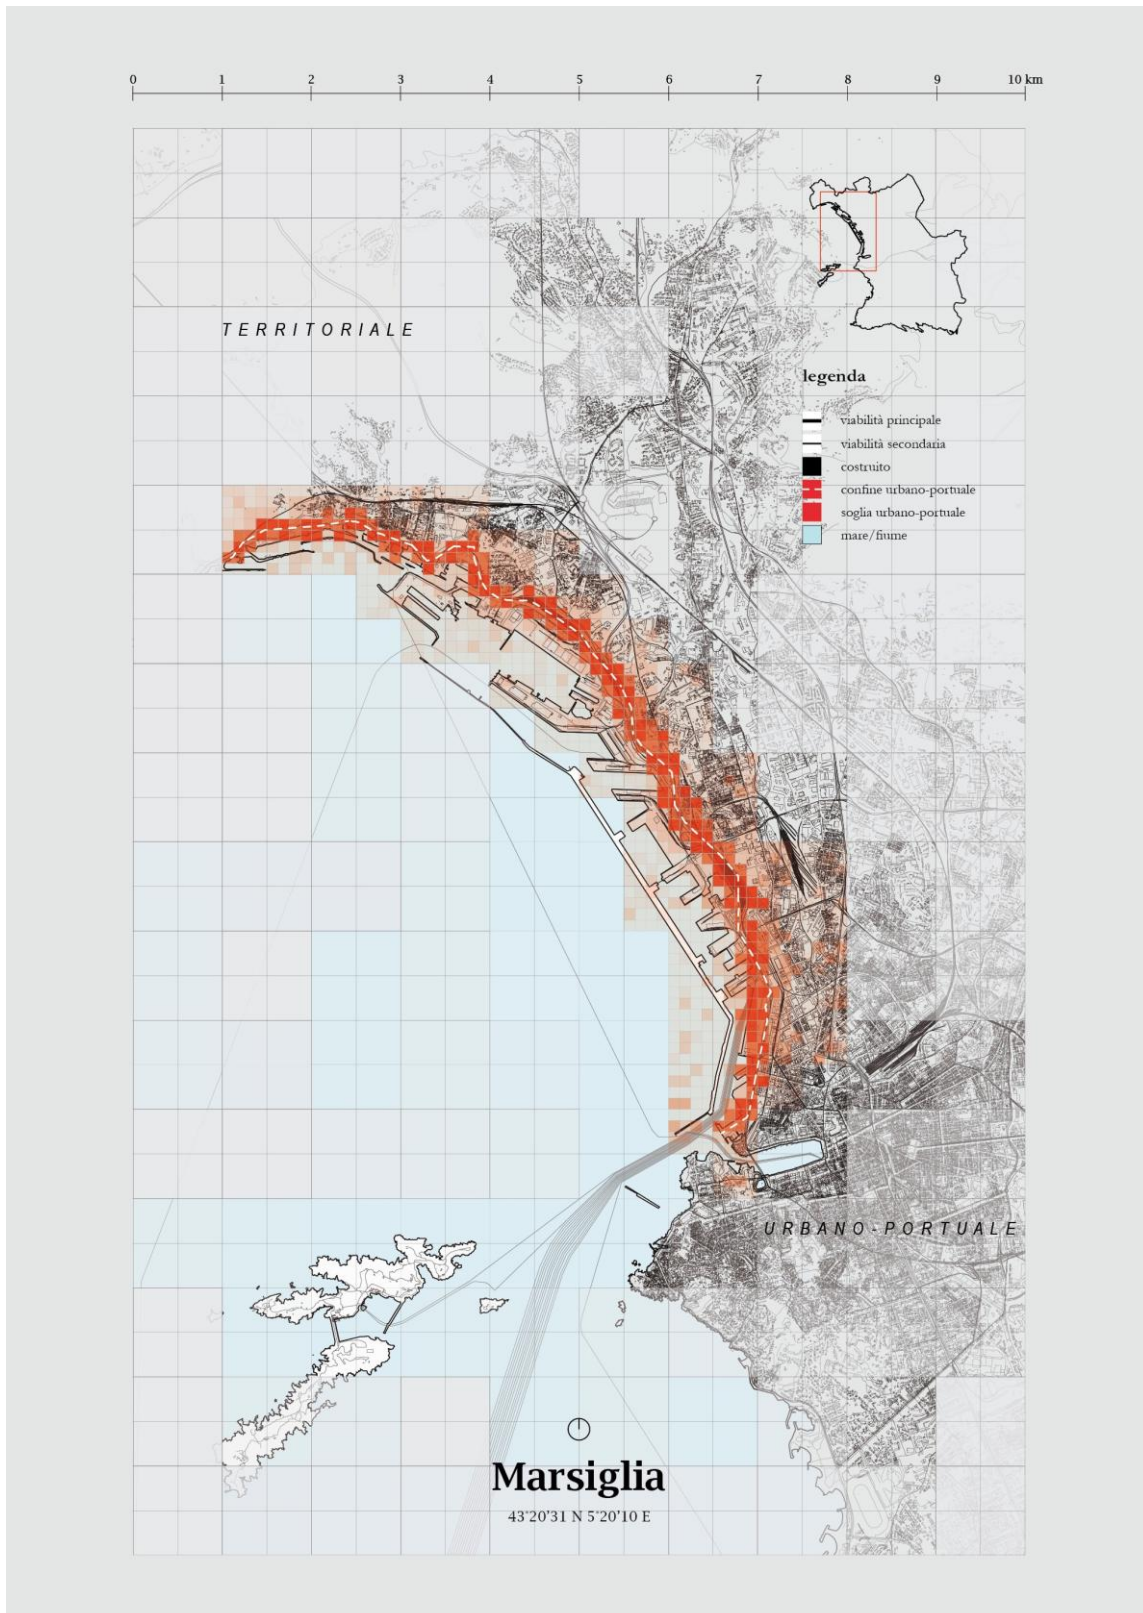 0 1 2 3 4 5 6 7 8 9 10 km
TERRITORIALE
legenda
viabilità principale
viabilità secondaria
costruito
confine urbano-portuale
soglia urbano-portuale
mare/fiume
URBANO-PORTUALE
Marsiglia
43°20'31 N 5°20'10 E